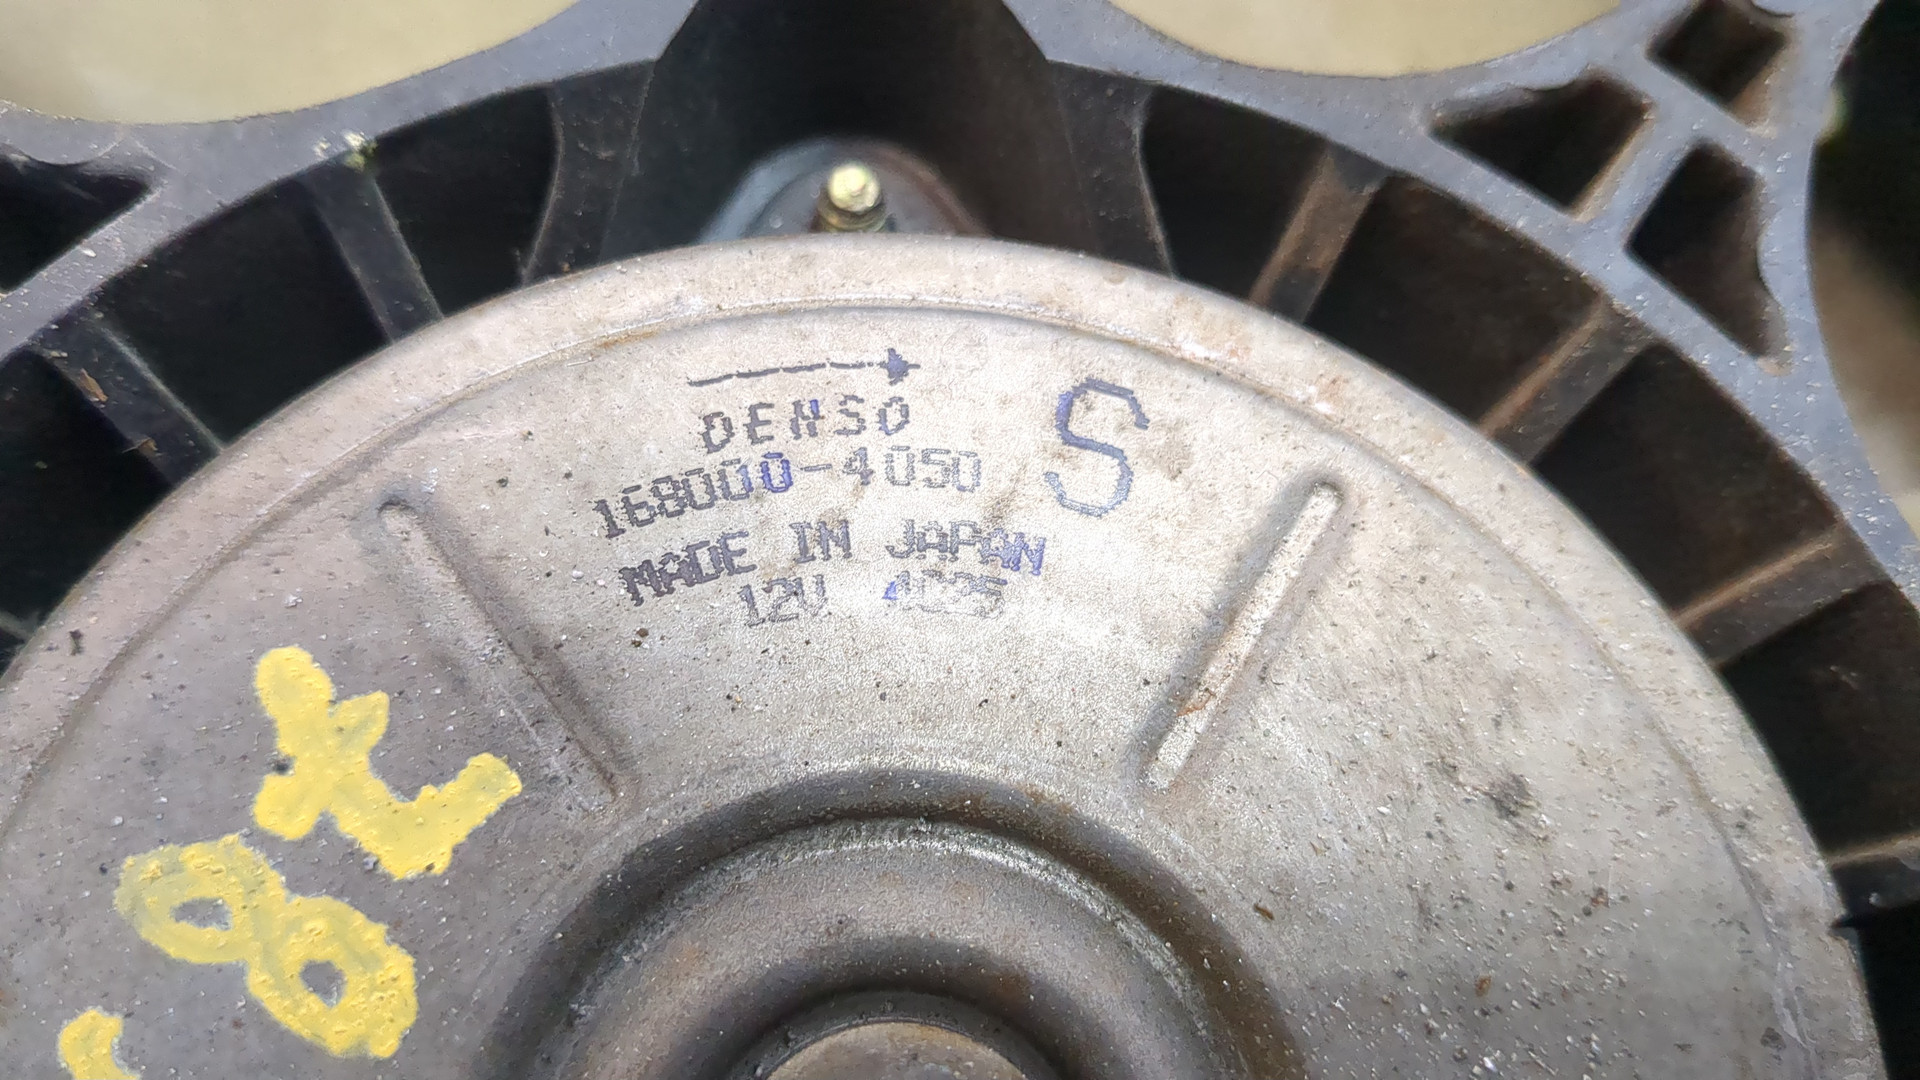 DENSO
168000-4050
S
MADE IN JAPAN
12V